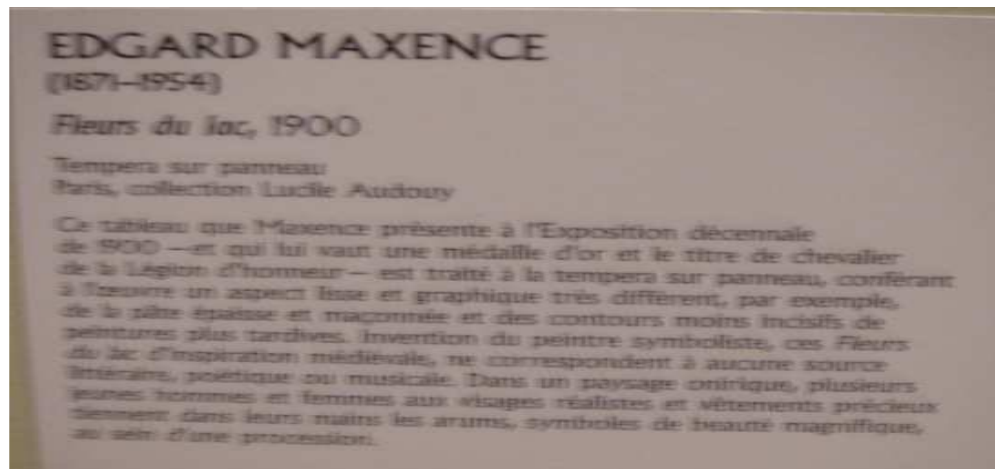 EDGARD MAXENCE
(1871–1954)
Fleurs du lac, 1900
Tempera sur panneau
Paris, collection Lucile Audouy
Ce tableau que Maxence présente à l'Exposition décennale
de 1900 —et qui lui vaut une médaille d'or et le titre de chevalier
de la Légion d'honneur— est traité à la tempera sur panneau, conférant
à l'œuvre un aspect lisse et graphique très différent, par exemple,
de la pâte épaisse et maçonnée et des contours moins incisifs de
peintures plus tardives. Invention du peintre symboliste, ces Fleurs
du lac d'inspiration médiévale, ne correspondent à aucune source
littéraire, poétique ou musicale. Dans un paysage onirique, plusieurs
jeunes hommes et femmes aux visages réalistes et vêtements précieux
tiennent dans leurs mains les arums, symboles de beauté magnifique,
au sein d'une procession.